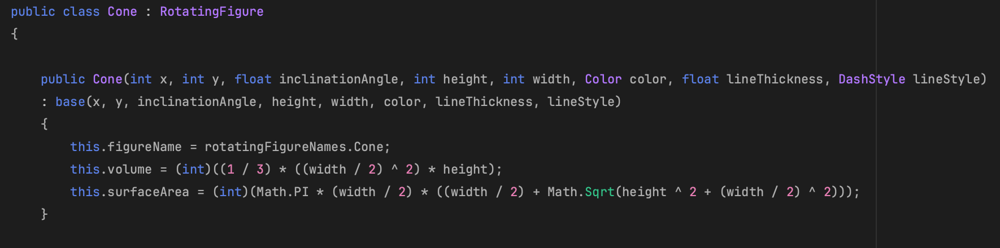 public class Cone : RotatingFigure
{
public Cone(int x, int y, float inclinationAngle, int height, int width, Color color, float lineThickness, DashStyle lineStyle)
: base(x, y, inclinationAngle, height, width, color, lineThickness, lineStyle)
{
this.figureName = rotatingFigureNames.Cone;
this.volume = (int)((1 / 3) * ((width / 2) ^ 2) * height);
this.surfaceArea = (int)(Math.PI * (width / 2) * ((width / 2) + Math.Sqrt(height ^ 2 + (width / 2) ^ 2)));
}